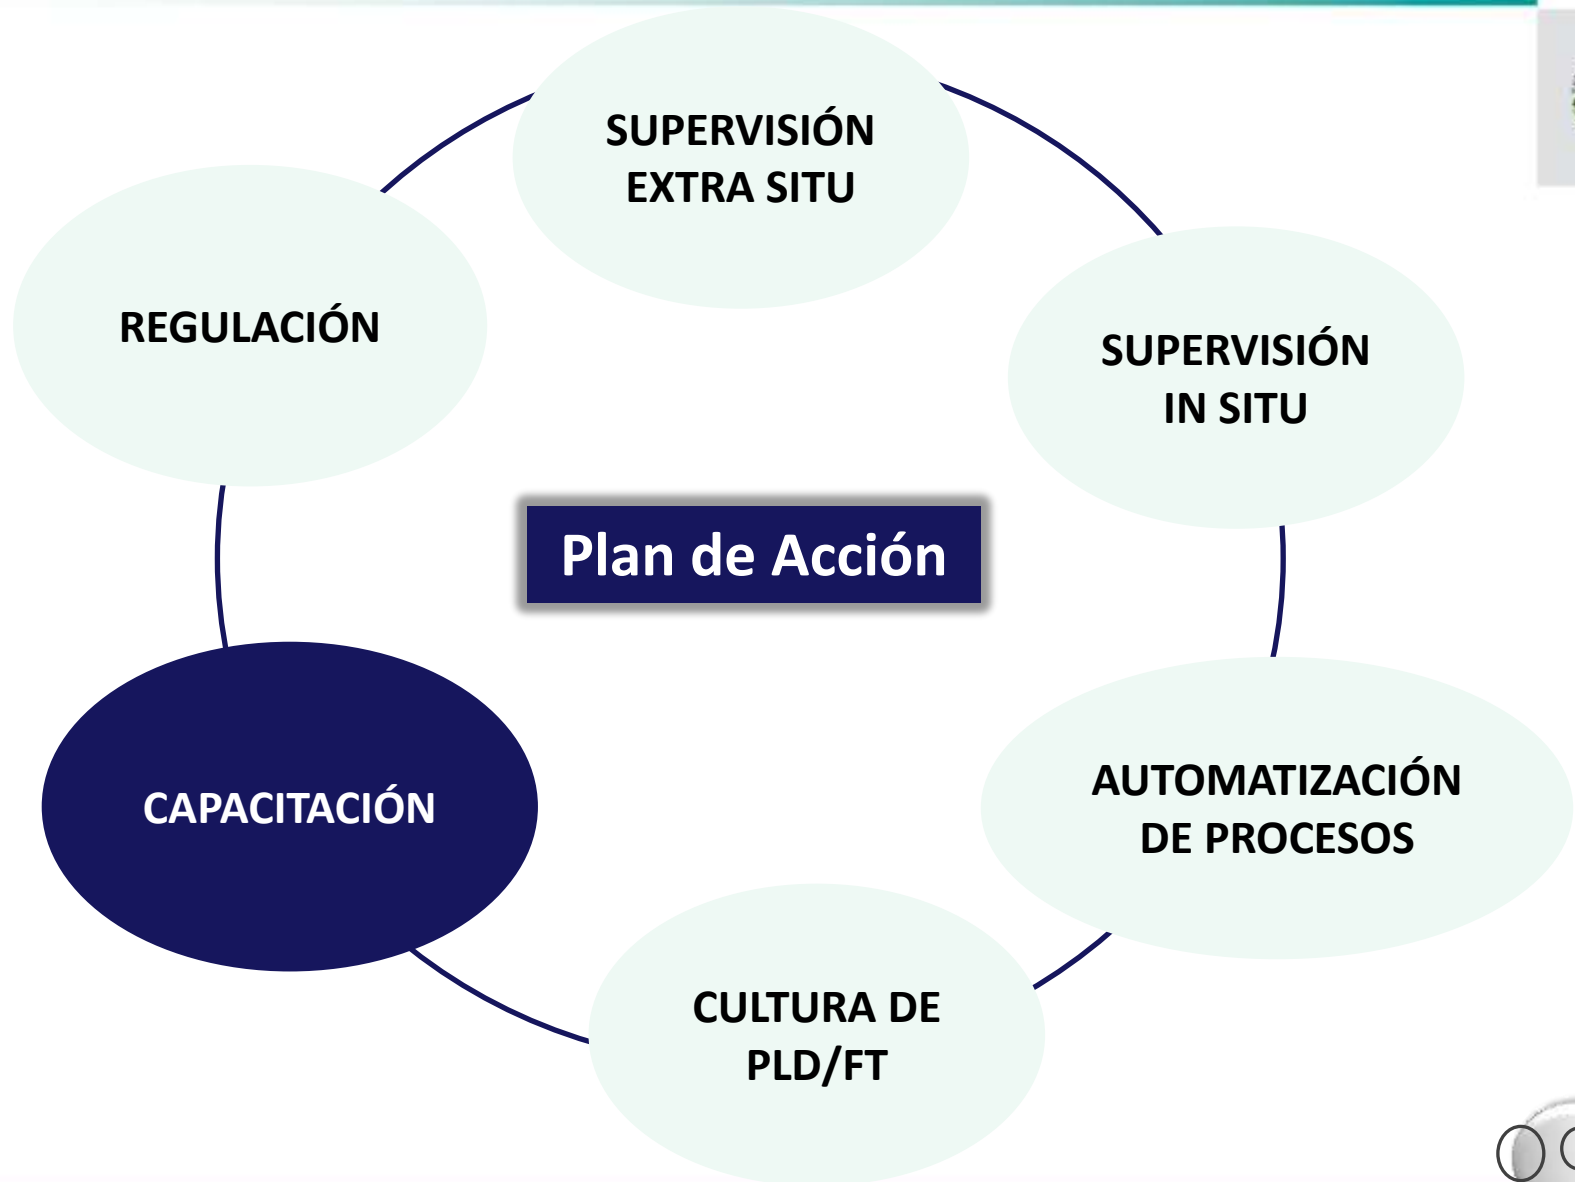 SUPERVISIÓN
EXTRA SITU
REGULACIÓN
SUPERVISIÓN
IN SITU
Plan de Acción
CAPACITACIÓN
AUTOMATIZACIÓN
DE PROCESOS
CULTURA DE
PLD/FT